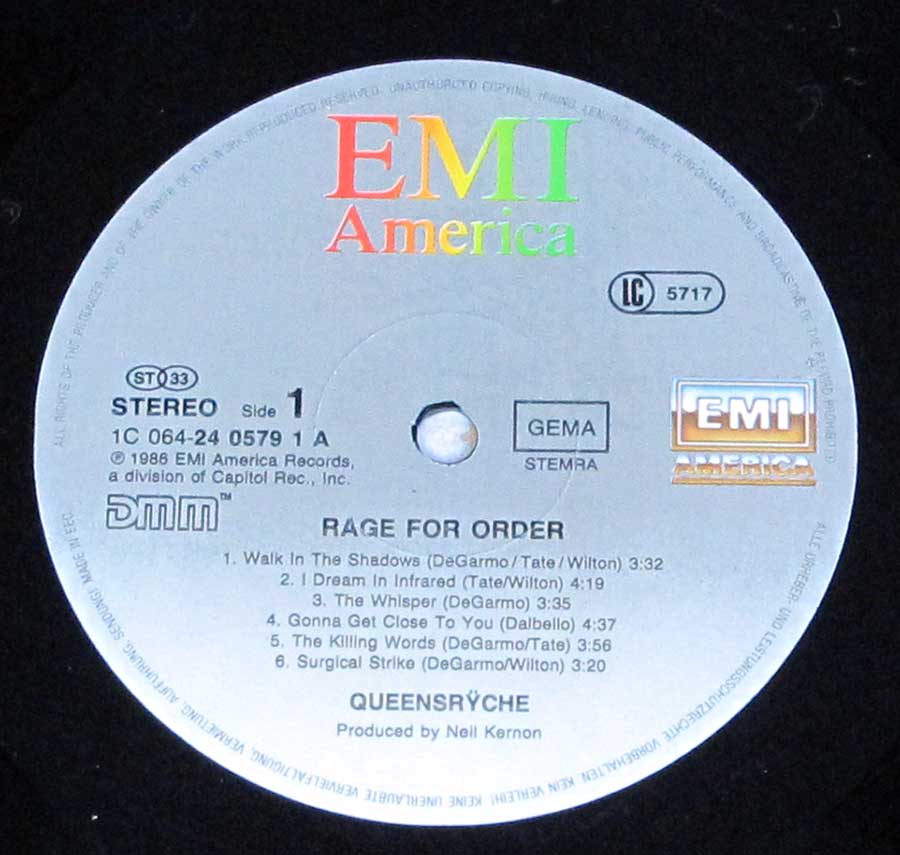 ALL RIGHTS OF THE PRODUCER AND OF THE OWNER OF THE WORK REPRODUCED RESERVED. UNAUTHORIZED COPYING, HIRING, LENDING, PUBLIC PERFORMANCE AND BROADCASTING OF THE RECORD PROHIBITED
EMI
America
LC 5717
ST 33
STEREO Side 1
1C 064-24 0579 1 A
℗ 1986 EMI America Records,
a division of Capitol Rec., Inc.
DMM™
GEMA
STEMRA
EMI
AMERICA
RAGE FOR ORDER
1. Walk In The Shadows (DeGarmo/Tate/Wilton) 3:32
2. I Dream In Infrared (Tate/Wilton) 4:19
3. The Whisper (DeGarmo) 3:35
4. Gonna Get Close To You (Dalbello) 4:37
5. The Killing Words (DeGarmo/Tate) 3:56
6. Surgical Strike (DeGarmo/Wilton) 3:20
QUEENSRŸCHE
Produced by Neil Kernon
ALLE URHEBER- UND LEISTUNGSSCHUTZRECHTE VORBEHALTEN. KEIN VERLEIH! KEINE UNERLAUBTE VERVIELFÄLTIGUNG, VERMIETUNG, AUFFÜHRUNG, SENDUNG! MADE IN EEC.